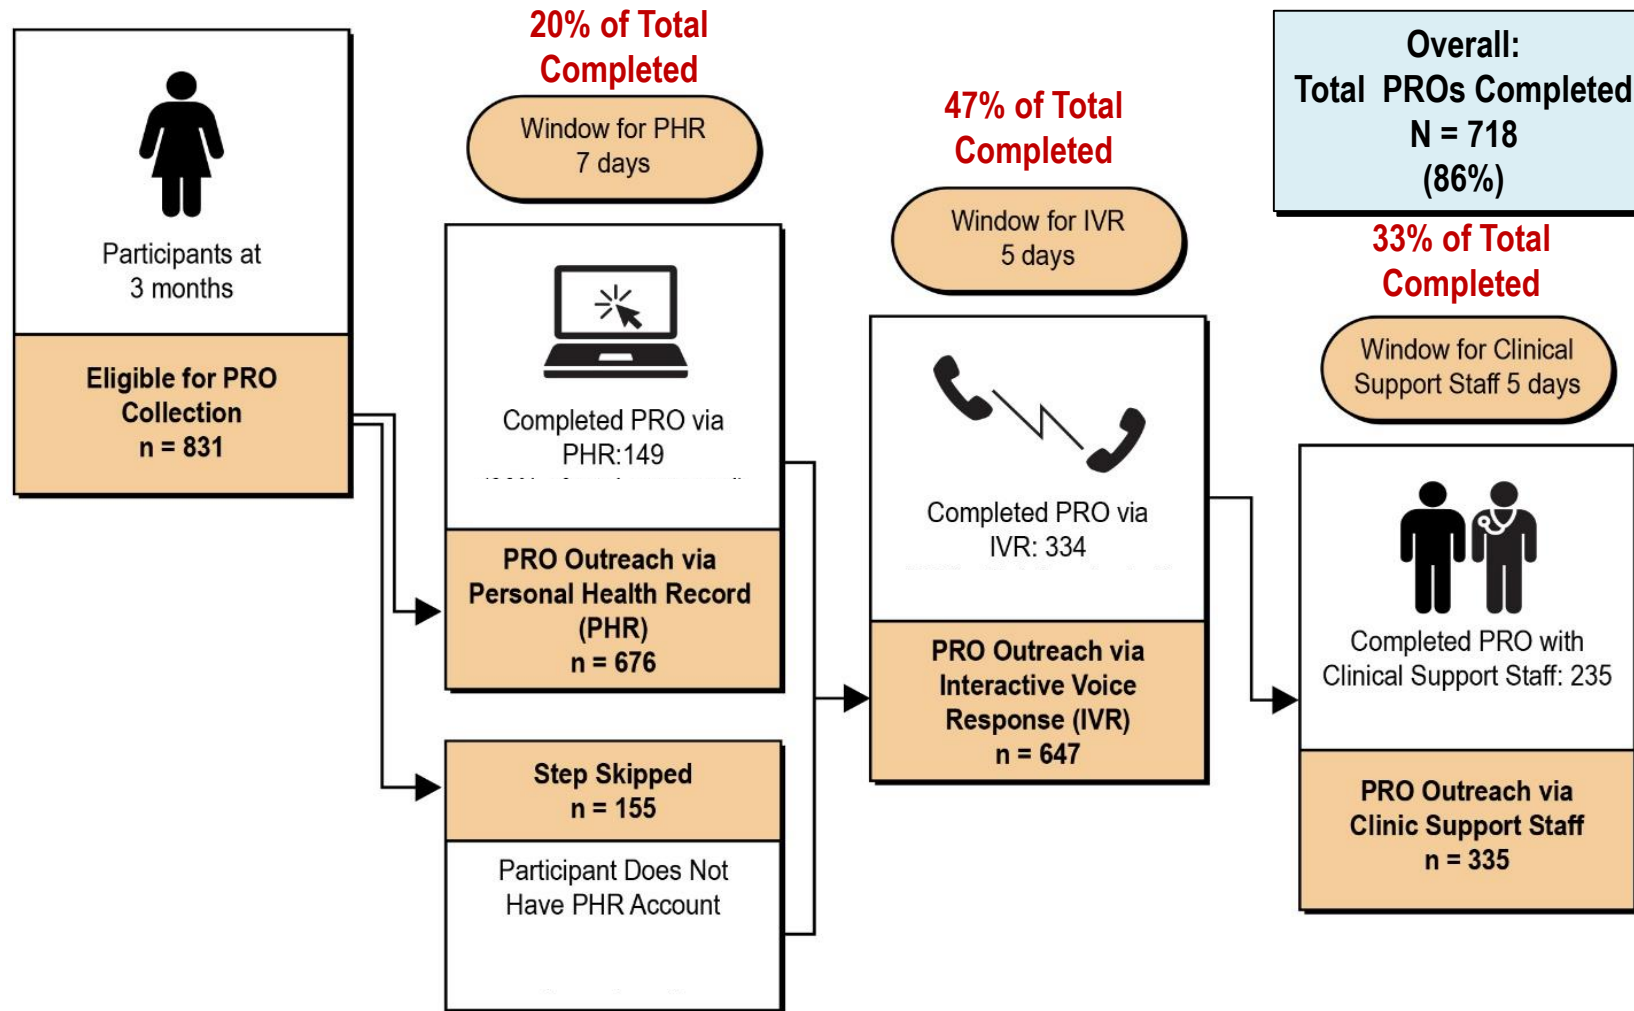 Participants at
3 months
Eligible for PRO
Collection
n = 831
20% of Total
Completed
Window for PHR
7 days
Completed PRO via
PHR:149
PRO Outreach via
Personal Health Record
(PHR)
n = 676
Step Skipped
n = 155
Participant Does Not
Have PHR Account
47% of Total
Completed
Window for IVR
5 days
Completed PRO via
IVR: 334
PRO Outreach via
Interactive Voice
Response (IVR)
n = 647
Overall:
Total PROs Completed
N = 718
(86%)
33% of Total
Completed
Window for Clinical
Support Staff 5 days
Completed PRO with
Clinical Support Staff: 235
PRO Outreach via
Clinic Support Staff
n = 335